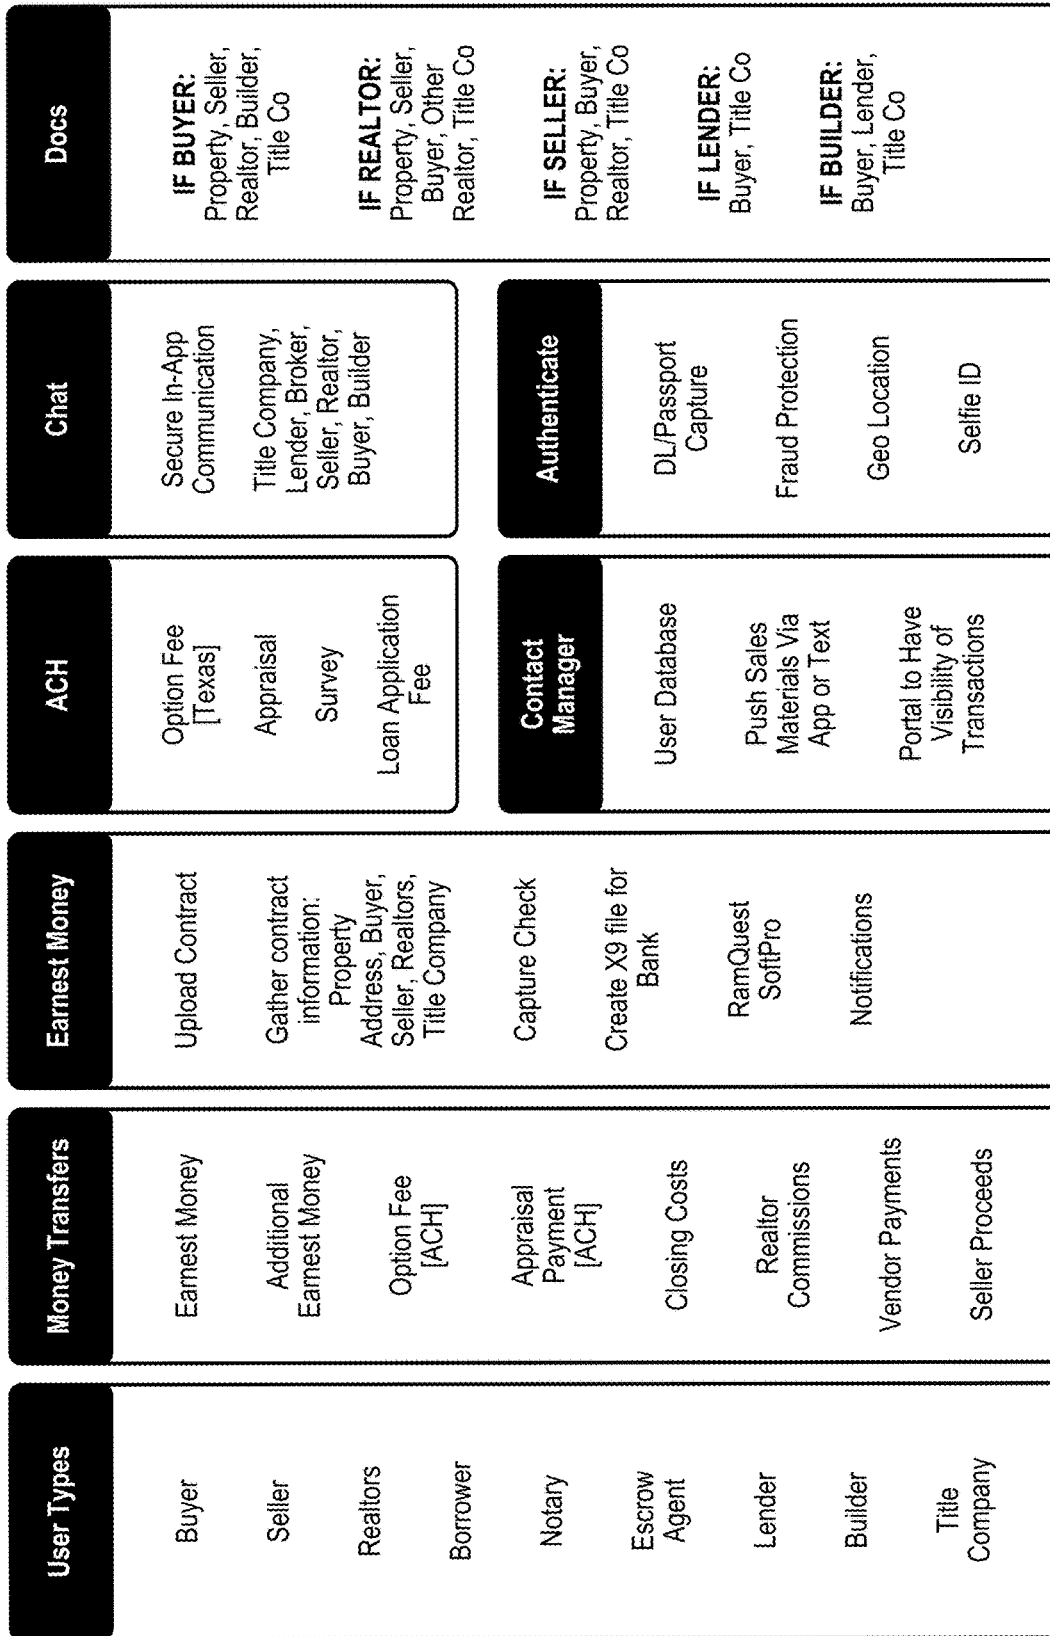 User Types
Buyer
Seller
Realtors
Borrower
Notary
Escrow
Agent
Lender
Builder
Title
Company
Money Transfers
Earnest Money
Additional
Earnest Money
Option Fee
[ACH]
Appraisal
Payment
[ACH]
Closing Costs
Realtor
Commissions
Vendor Payments
Seller Proceeds
Earnest Money
Upload Contract
Gather contract
information:
Property
Address, Buyer,
Seller, Realtors,
Title Company
Capture Check
Create X9 file for
Bank
RamQuest
SoftPro
Notifications
ACH
Option Fee
[Texas]
Appraisal
Survey
Loan Application
Fee
Contact
Manager
User Database
Push Sales
Materials Via
App or Text
Portal to Have
Visibility of
Transactions
Chat
Secure In-App
Communication
Title Company,
Lender, Broker,
Seller, Realtor,
Buyer, Builder
Authenticate
DL/Passport
Capture
Fraud Protection
Geo Location
Selfie ID
Docs
IF BUYER:
Property, Seller,
Realtor, Builder,
Title Co
IF REALTOR:
Property, Seller,
Buyer, Other
Realtor, Title Co
IF SELLER:
Property, Buyer,
Realtor, Title Co
IF LENDER:
Buyer, Title Co
IF BUILDER:
Buyer, Lender,
Title Co